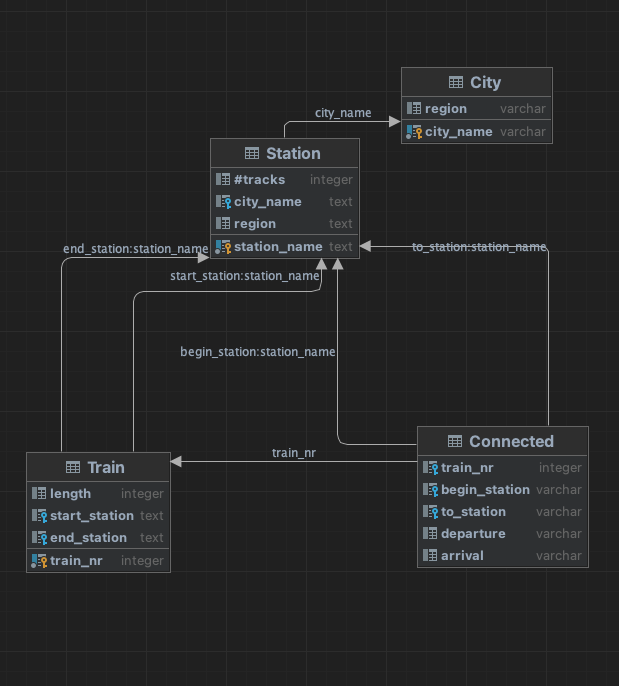 City
region varchar
city_name varchar
city_name
Station
#tracks integer
city_name text
region text
station_name text
end_station:station_name
to_station:station_name
start_station:station_name
begin_station:station_name
train_nr
Train
length integer
start_station text
end_station text
train_nr integer
Connected
train_nr integer
begin_station varchar
to_station varchar
departure varchar
arrival varchar